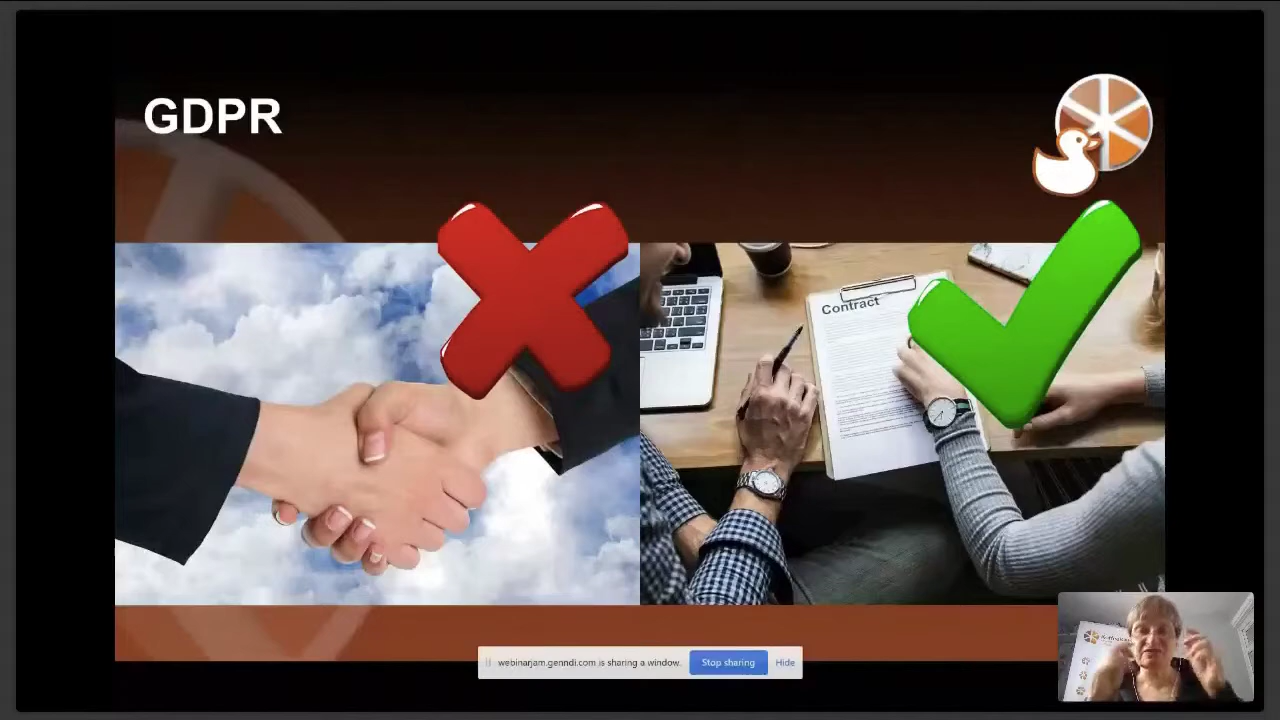 GDPR
Contract
webinarjam.genndi.com is sharing a window.
Stop sharing
Hide